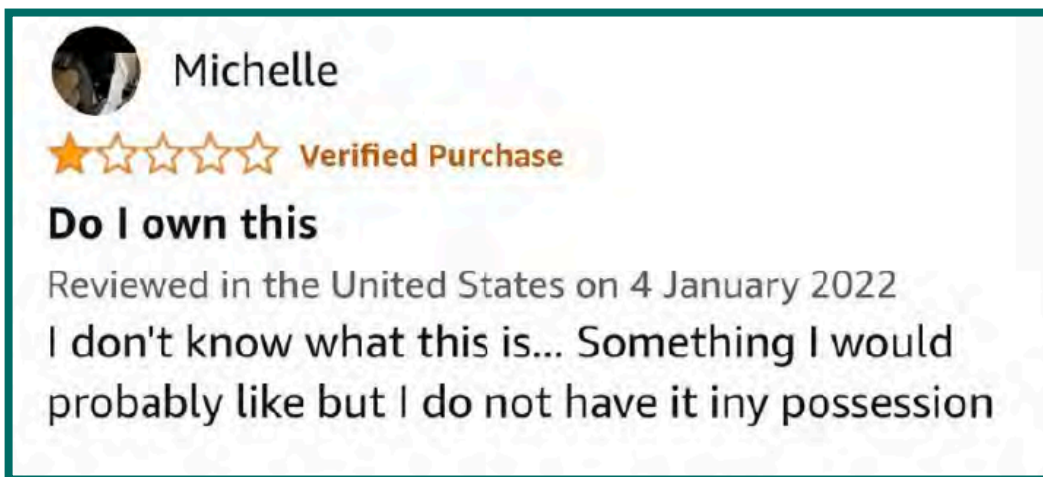 Michelle
Verified Purchase
Do I own this
Reviewed in the United States on 4 January 2022
I don't know what this is... Something I would
probably like but I do not have it iny possession